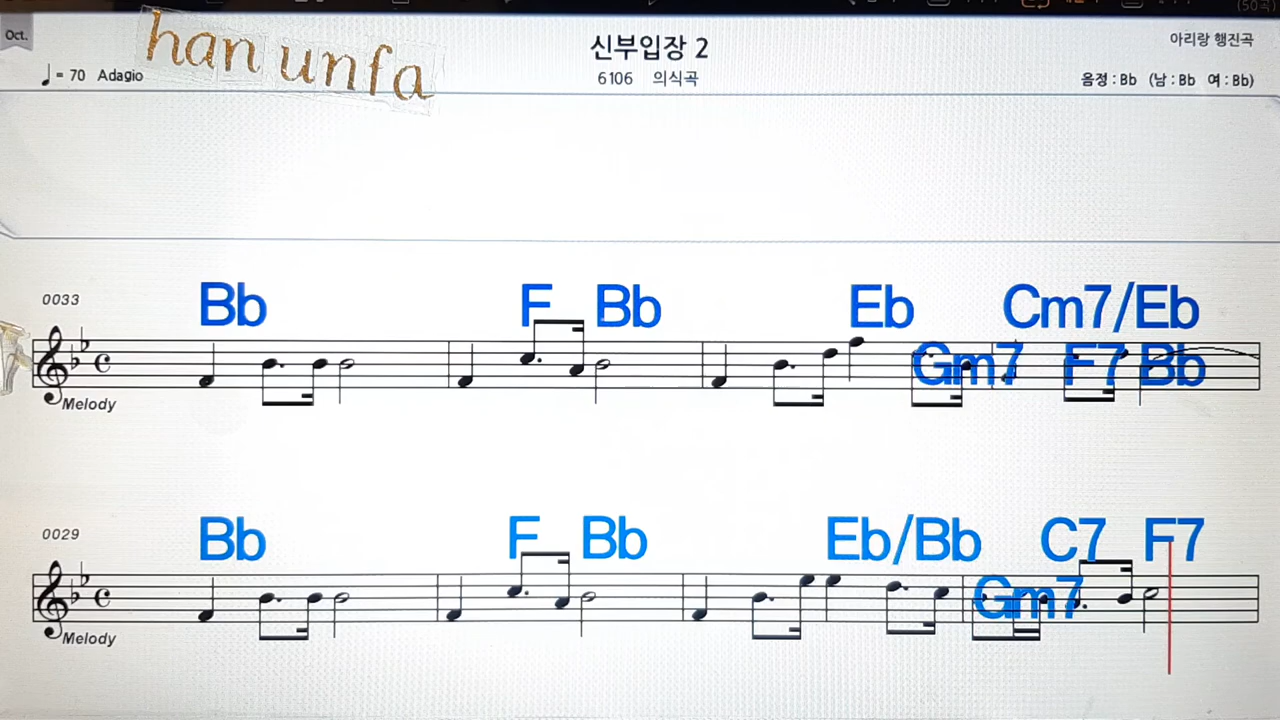 Oct.
han unfa
♩ = 70 Adagio
신부입장 2
6106 의식곡
아리랑 행진곡
음정 : Bb (남 : Bb 여 : Bb)
0033
Bb F Bb Eb Cm7/Eb
Gm7 F7 Bb
Melody
0029
Bb F Bb Eb/Bb C7 F7
Gm7
Melody